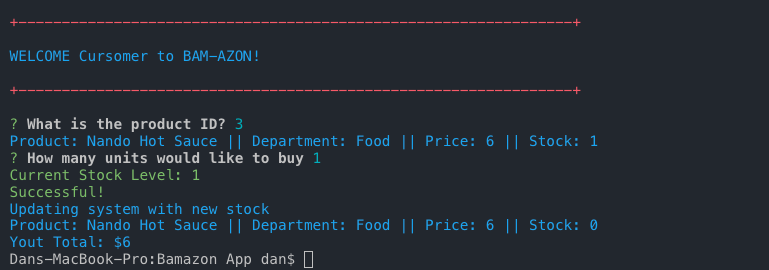 +—————————————————————————————————————————————————————————————————+
WELCOME Cursomer to BAM-AZON!
+—————————————————————————————————————————————————————————————————+
? What is the product ID? 3
Product: Nando Hot Sauce || Department: Food || Price: 6 || Stock: 1
? How many units would like to buy 1
Current Stock Level: 1
Successful!
Updating system with new stock
Product: Nando Hot Sauce || Department: Food || Price: 6 || Stock: 0
Yout Total: $6
Dans-MacBook-Pro:Bamazon App dan$